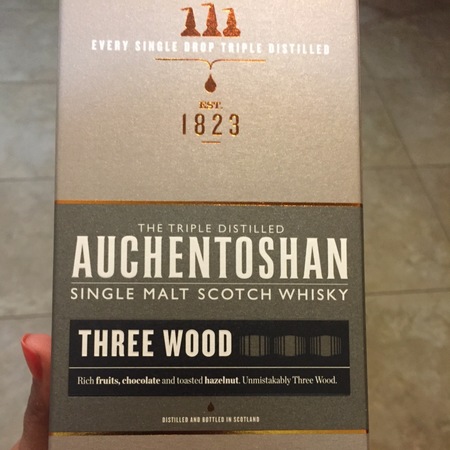 EVERY SINGLE DROP TRIPLE DISTILLED
EST.
1823
THE TRIPLE DISTILLED
AUCHENTOSHAN
SINGLE MALT SCOTCH WHISKY
THREE WOOD
Rich fruits, chocolate and toasted hazelnut. Unmistakably Three Wood.
DISTILLED AND BOTTLED IN SCOTLAND